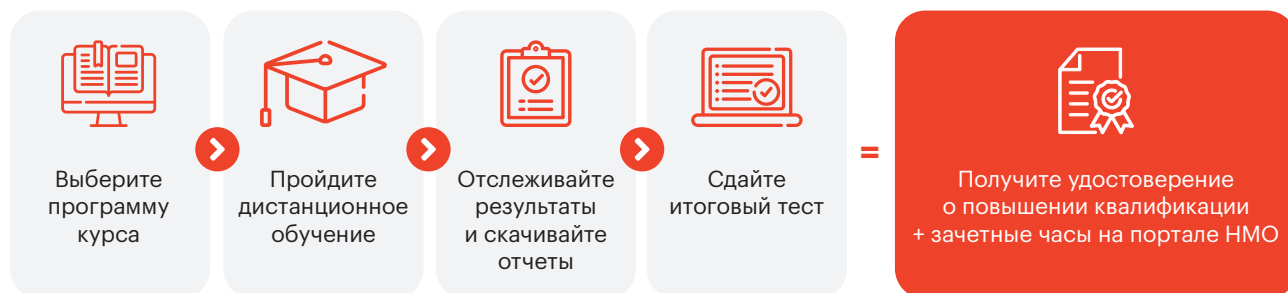 Выберите
программу
курса
Пройдите
дистанционное
обучение
Отслеживайте
результаты
и скачивайте
отчеты
Сдайте
итоговый тест
=
Получите удостоверение
о повышении квалификации
+ зачетные часы на портале НМО